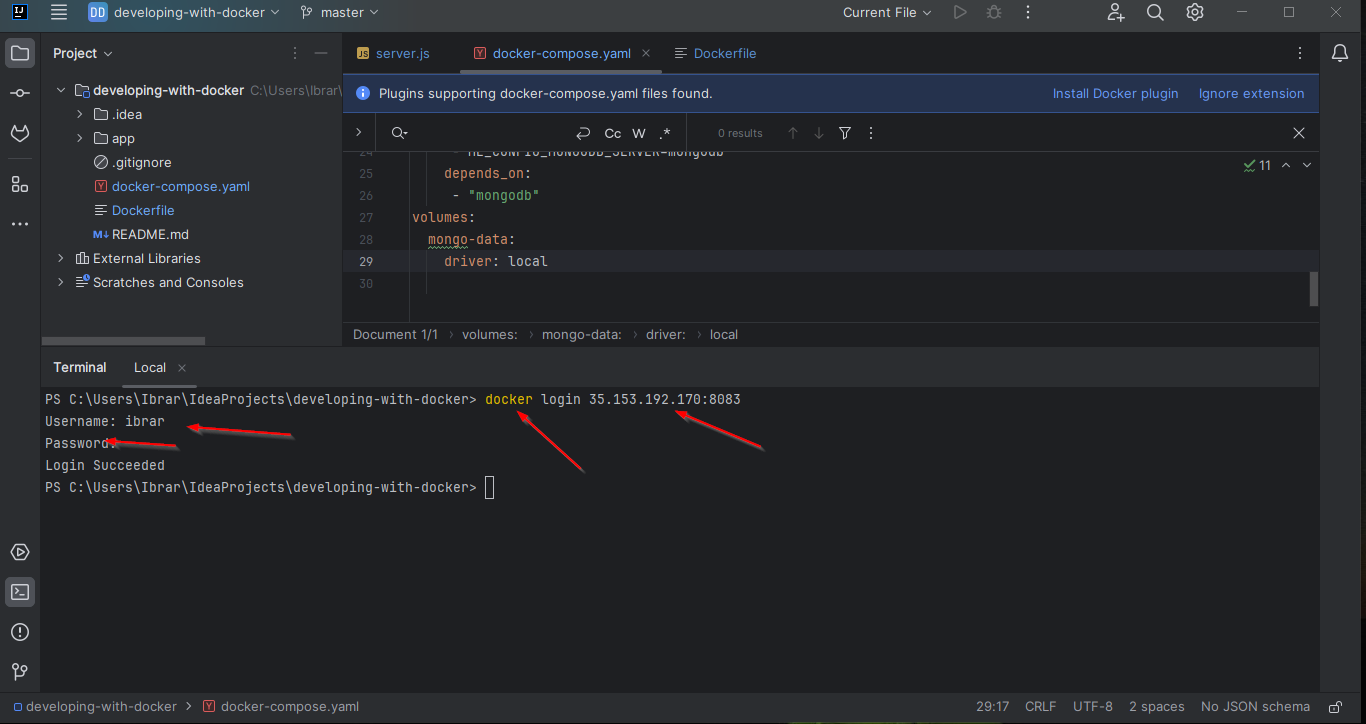 IJ DD developing-with-docker master Current File
Project
developing-with-docker C:\Users\Ibrar\
.idea
app
.gitignore
docker-compose.yaml
Dockerfile
M↓ README.md
External Libraries
Scratches and Consoles
JS server.js Y docker-compose.yaml Dockerfile
Plugins supporting docker-compose.yaml files found. Install Docker plugin Ignore extension
Cc W .* 0 results
24 - ME_CONFIG_MONGODB_SERVER=mongodb
25 depends_on:
26 - "mongodb"
27 volumes:
28 mongo-data:
29 driver: local
30
11
Document 1/1 > volumes: > mongo-data: > driver: > local
Terminal Local
PS C:\Users\Ibrar\IdeaProjects\developing-with-docker> docker login 35.153.192.170:8083
Username: ibrar
Password:
Login Succeeded
PS C:\Users\Ibrar\IdeaProjects\developing-with-docker>
developing-with-docker > Y docker-compose.yaml 29:17 CRLF UTF-8 2 spaces No JSON schema